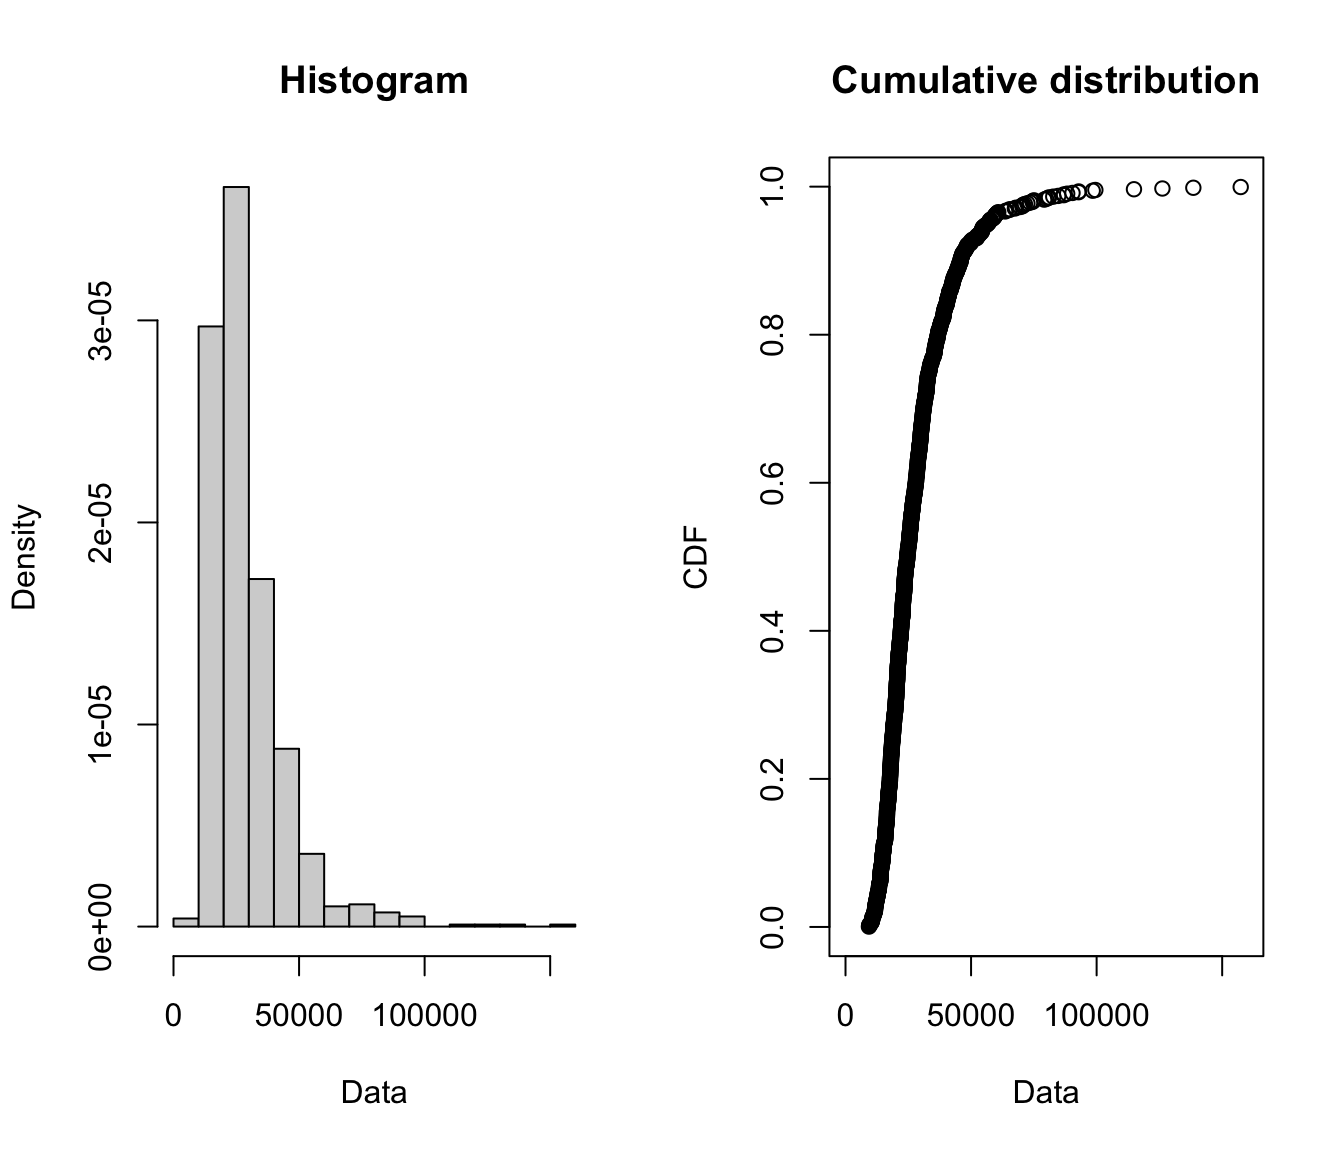 Histogram
Density
3e-05
2e-05
1e-05
0e+00
0
50000
100000
Data
Cumulative distribution
CDF
1.0
0.8
0.6
0.4
0.2
0.0
0
50000
100000
Data